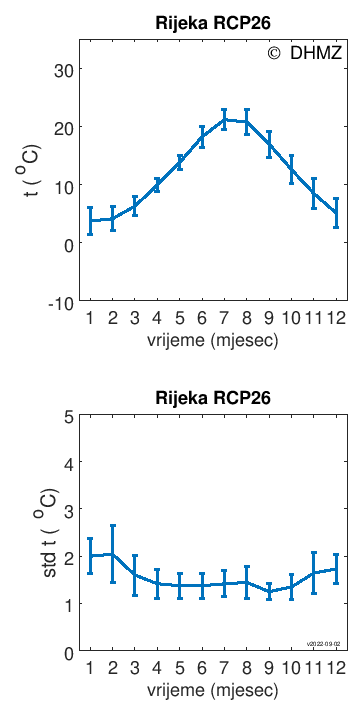 Rijeka RCP26
© DHMZ
30
20
10
0
-10
t ( °C)
1 2 3 4 5 6 7 8 9 10 11 12
vrijeme (mjesec)
Rijeka RCP26
5
4
3
2
1
0
std t ( °C)
v2022-09-02
1 2 3 4 5 6 7 8 9 10 11 12
vrijeme (mjesec)